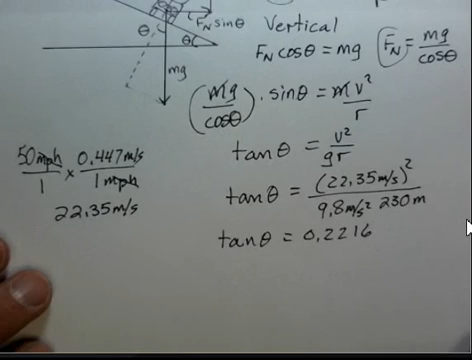 F_N sinθ
θ
θ
mg
Vertical
F_N cosθ = mg
F_N = mg/cosθ
(mg/cosθ) · sinθ = mv²/r
tanθ = v²/gr
50mph/1 x 0.447m/s/1mph
22.35m/s
tanθ = (22.35m/s)²/9.8m/s² 230m
tanθ = 0.2216